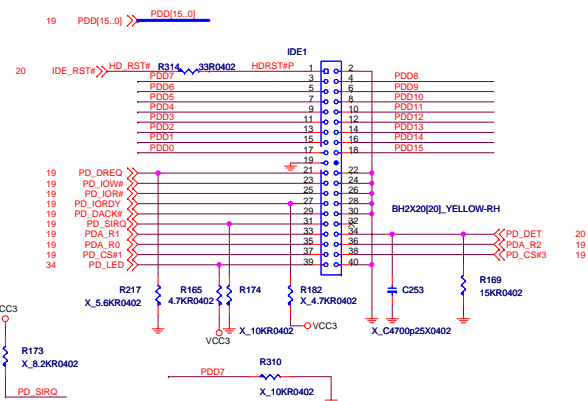 19 PD[15..0] PDD[15..0]
IDE1
20 IDE_RST# HD_RST# R314 33R0402 HDRST#P 1 2
PDD7 3 4 PDD8
PDD6 5 6 PDD9
PDD5 7 8 PDD10
PDD4 9 10 PDD11
PDD3 11 12 PDD12
PDD2 13 14 PDD13
PDD1 15 16 PDD14
PDD0 17 18 PDD15
19
19 PD_DREQ 21 22
19 PD_IOW# 23 24
19 PD_IOR# 25 26
19 PD_IORDY 27 28
19 PD_DACK# 29 30 BH2X20[20]_YELLOW-RH
19 PD_SIRQ 31 32
19 PDA_R1 33 34 PD_DET 20
19 PDA_R0 35 36 PDA_R2 19
19 PD_CS#1 37 38 PD_CS#3 19
34 PD_LED 39 40
R217 R165 R174 R182 C253 R169
X_5.6KR0402 4.7KR0402 X_4.7KR0402 15KR0402
X_10KR0402 VCC3 X_C4700p25X0402
VCC3
CC3
R173
X_8.2KR0402
PD_SIRQ
R310
PDD7
X_10KR0402